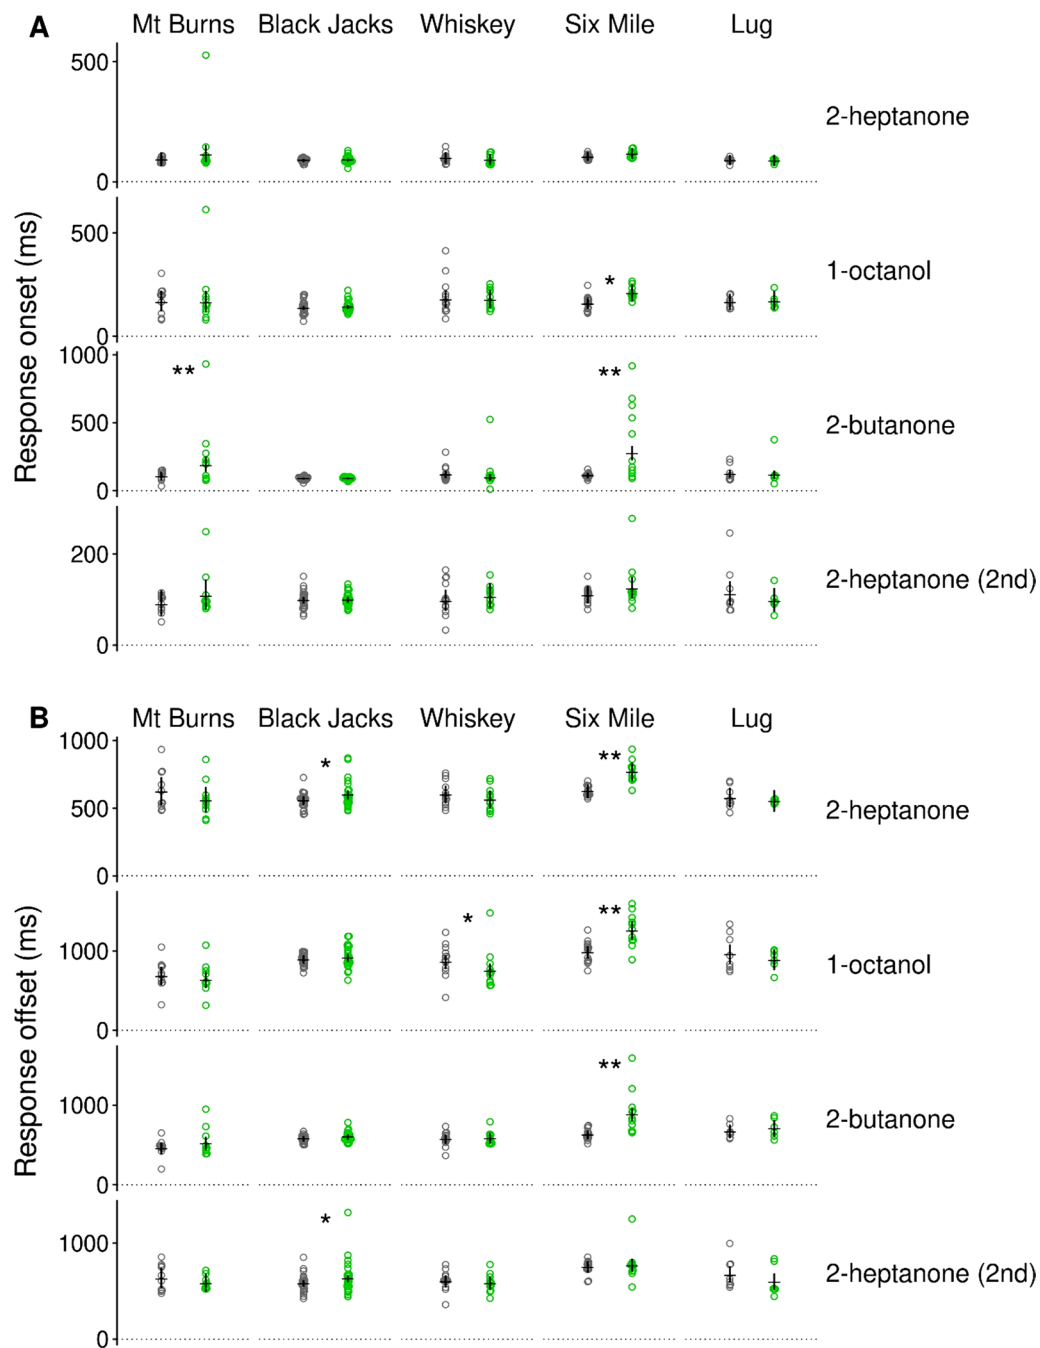 A
Mt Burns Black Jacks Whiskey Six Mile Lug
Response onset (ms)
500
0
2-heptanone
500
0
*
1-octanol
1000
500
0
** **
2-butanone
200
0
2-heptanone (2nd)
B
Mt Burns Black Jacks Whiskey Six Mile Lug
Response offset (ms)
1000
500
0
* **
2-heptanone
1000
0
* **
1-octanol
1000
0
**
2-butanone
1000
0
*
2-heptanone (2nd)